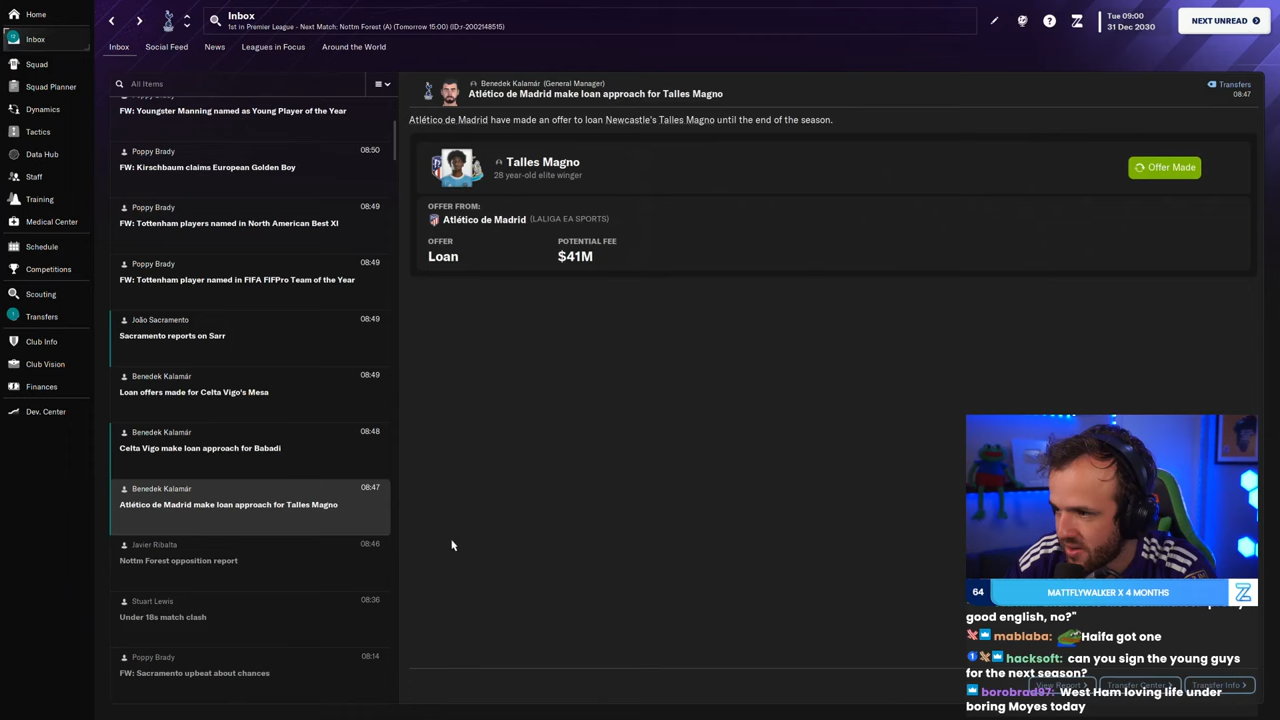 Home
Inbox
Squad
Squad Planner
Dynamics
Tactics
Data Hub
Staff
Training
Medical Center
Schedule
Competitions
Scouting
Transfers
Club Info
Club Vision
Finances
Dev. Center
Inbox
1st in Premier League - Next Match: Nottm Forest (A) (Tomorrow 15:00) (ID:r-2002148515)
Tue 09:00
31 Dec 2030
NEXT UNREAD
Inbox
Social Feed
News
Leagues in Focus
Around the World
All Items
Poppy Brady
FW: Youngster Manning named as Young Player of the Year
Poppy Brady
08:50
FW: Kirschbaum claims European Golden Boy
Poppy Brady
08:49
FW: Tottenham players named in North American Best XI
Poppy Brady
08:49
FW: Tottenham player named in FIFA FIFPro Team of the Year
João Sacramento
08:49
Sacramento reports on Sarr
Benedek Kalamár
08:49
Loan offers made for Celta Vigo's Mesa
Benedek Kalamár
08:48
Celta Vigo make loan approach for Babadi
Benedek Kalamár
08:47
Atlético de Madrid make loan approach for Talles Magno
Javier Ribalta
08:46
Nottm Forest opposition report
Stuart Lewis
08:36
Under 18s match clash
Poppy Brady
08:14
FW: Sacramento upbeat about chances
Benedek Kalamár (General Manager)
Atlético de Madrid make loan approach for Talles Magno
Transfers
08:47
Atlético de Madrid have made an offer to loan Newcastle's Talles Magno until the end of the season.
Talles Magno
28 year-old elite winger
Offer Made
OFFER FROM:
Atlético de Madrid (LALIGA EA SPORTS)
OFFER
Loan
POTENTIAL FEE
$41M
64
MATTFLYWALKER X 4 MONTHS
Z
good english, no?"
mablaba: Haifa got one
hacksoft: can you sign the young guys
for the next season?
borobrad97: West Ham loving life under
boring Moyes today
View Report
Transfer Center
Transfer Info